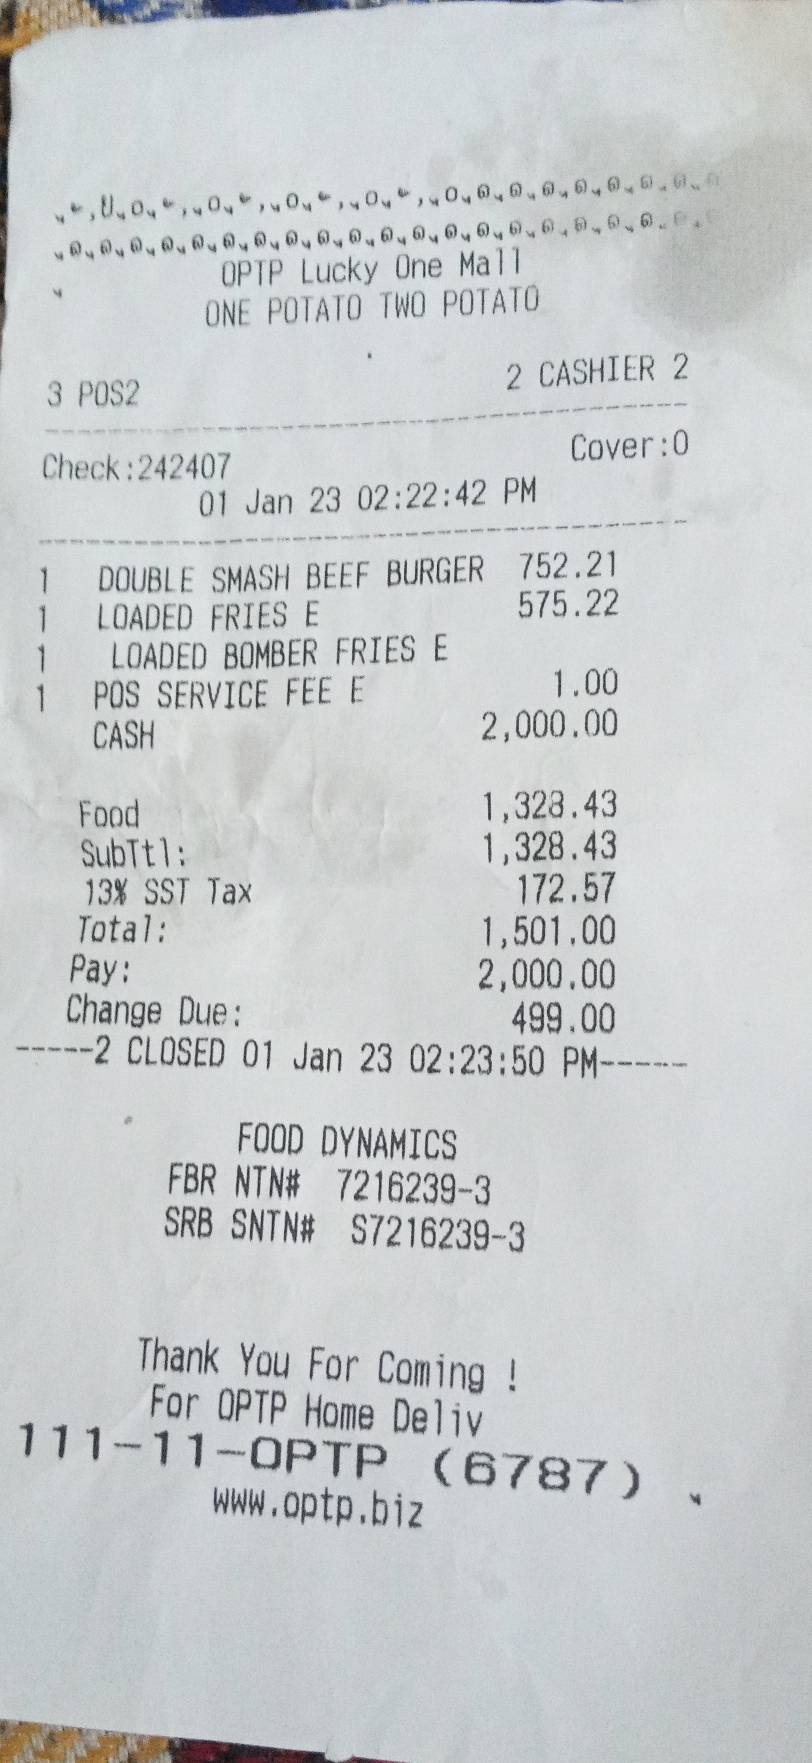 OPTP Lucky One Mall
ONE POTATO TWO POTATO
3 POS2 2 CASHIER 2
Check:242407 Cover:0
01 Jan 23 02:22:42 PM
1 DOUBLE SMASH BEEF BURGER 752.21
1 LOADED FRIES E 575.22
1 LOADED BOMBER FRIES E
1 POS SERVICE FEE E 1.00
CASH 2,000.00
Food 1,328.43
SubTtl: 1,328.43
13% SST Tax 172.57
Total: 1,501.00
Pay: 2,000.00
Change Due: 499.00
-----2 CLOSED 01 Jan 23 02:23:50 PM-----
FOOD DYNAMICS
FBR NTN# 7216239-3
SRB SNTN# S7216239-3
Thank You For Coming !
For OPTP Home Deliv
111-11-OPTP (6787)
www.optp.biz